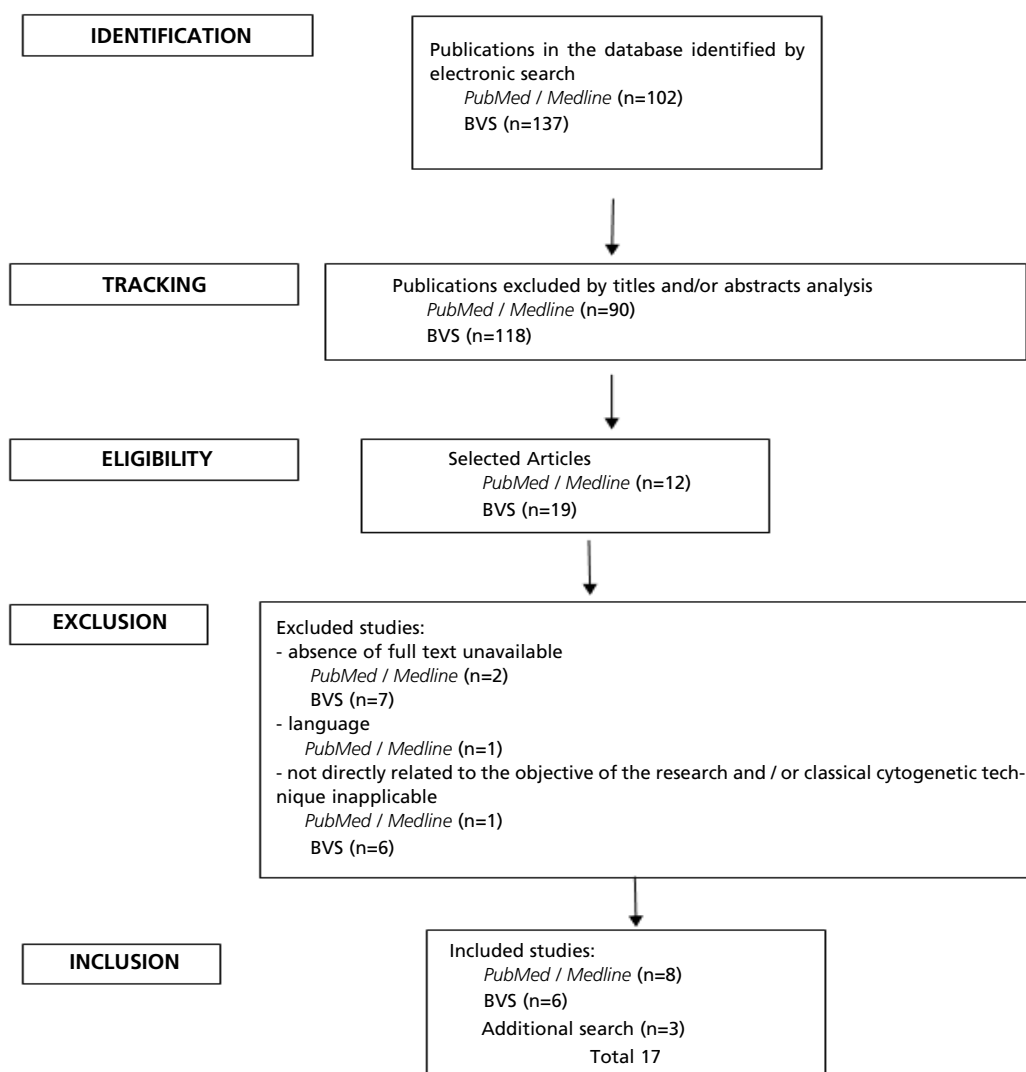 IDENTIFICATION
Publications in the database identified by
electronic search
PubMed / Medline (n=102)
BVS (n=137)
TRACKING
Publications excluded by titles and/or abstracts analysis
PubMed / Medline (n=90)
BVS (n=118)
ELIGIBILITY
Selected Articles
PubMed / Medline (n=12)
BVS (n=19)
EXCLUSION
Excluded studies:
- absence of full text unavailable
PubMed / Medline (n=2)
BVS (n=7)
- language
PubMed / Medline (n=1)
- not directly related to the objective of the research and / or classical cytogenetic tech-
nique inapplicable
PubMed / Medline (n=1)
BVS (n=6)
INCLUSION
Included studies:
PubMed / Medline (n=8)
BVS (n=6)
Additional search (n=3)
Total 17